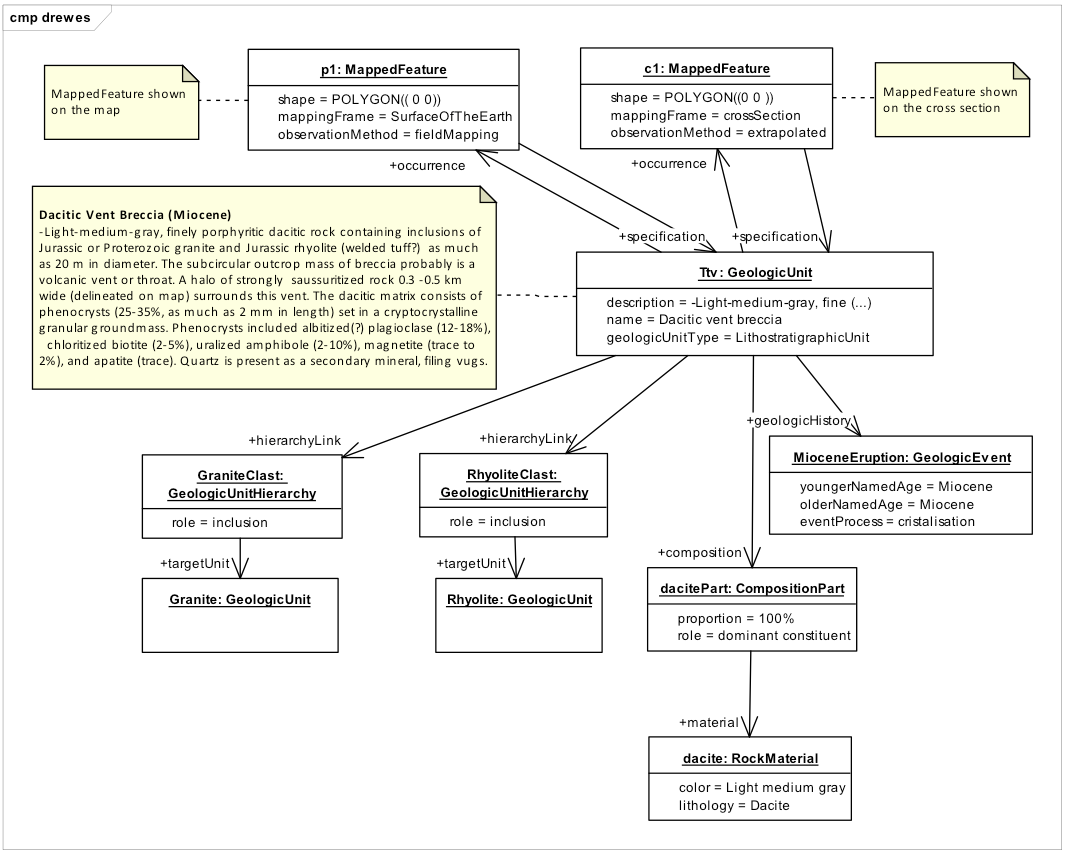 cmp drewes
MappedFeature shown
on the map
p1: MappedFeature
shape = POLYGON(( 0 0))
mappingFrame = SurfaceOfTheEarth
observationMethod = fieldMapping
c1: MappedFeature
shape = POLYGON((0 0 ))
mappingFrame = crossSection
observationMethod = extrapolated
MappedFeature shown
on the cross section
+occurrence
+occurrence
+specification
+specification
Dacitic Vent Breccia (Miocene)
-Light-medium-gray, finely porphyritic dacitic rock containing inclusions of
Jurassic or Proterozoic granite and Jurassic rhyolite (welded tuff?) as much
as 20 m in diameter. The subcircular outcrop mass of breccia probably is a
volcanic vent or throat. A halo of strongly saussuritized rock 0.3 -0.5 km
wide (delineated on map) surrounds this vent. The dacitic matrix consists of
phenocrysts (25-35%, as much as 2 mm in length) set in a cryptocrystalline
granular groundmass. Phenocrysts included albitized(?) plagioclase (12-18%),
chloritized biotite (2-5%), uralized amphibole (2-10%), magnetite (trace to
2%), and apatite (trace). Quartz is present as a secondary mineral, filing vugs.
Ttv: GeologicUnit
description = -Light-medium-gray, fine (...)
name = Dacitic vent breccia
geologicUnitType = LithostratigraphicUnit
+hierarchyLink
+hierarchyLink
+geologicHistory
GraniteClast:
GeologicUnitHierarchy
role = inclusion
RhyoliteClast:
GeologicUnitHierarchy
role = inclusion
MioceneEruption: GeologicEvent
youngerNamedAge = Miocene
olderNamedAge = Miocene
eventProcess = cristalisation
+targetUnit
+targetUnit
+composition
Granite: GeologicUnit
Rhyolite: GeologicUnit
dacitePart: CompositionPart
proportion = 100%
role = dominant constituent
+material
dacite: RockMaterial
color = Light medium gray
lithology = Dacite